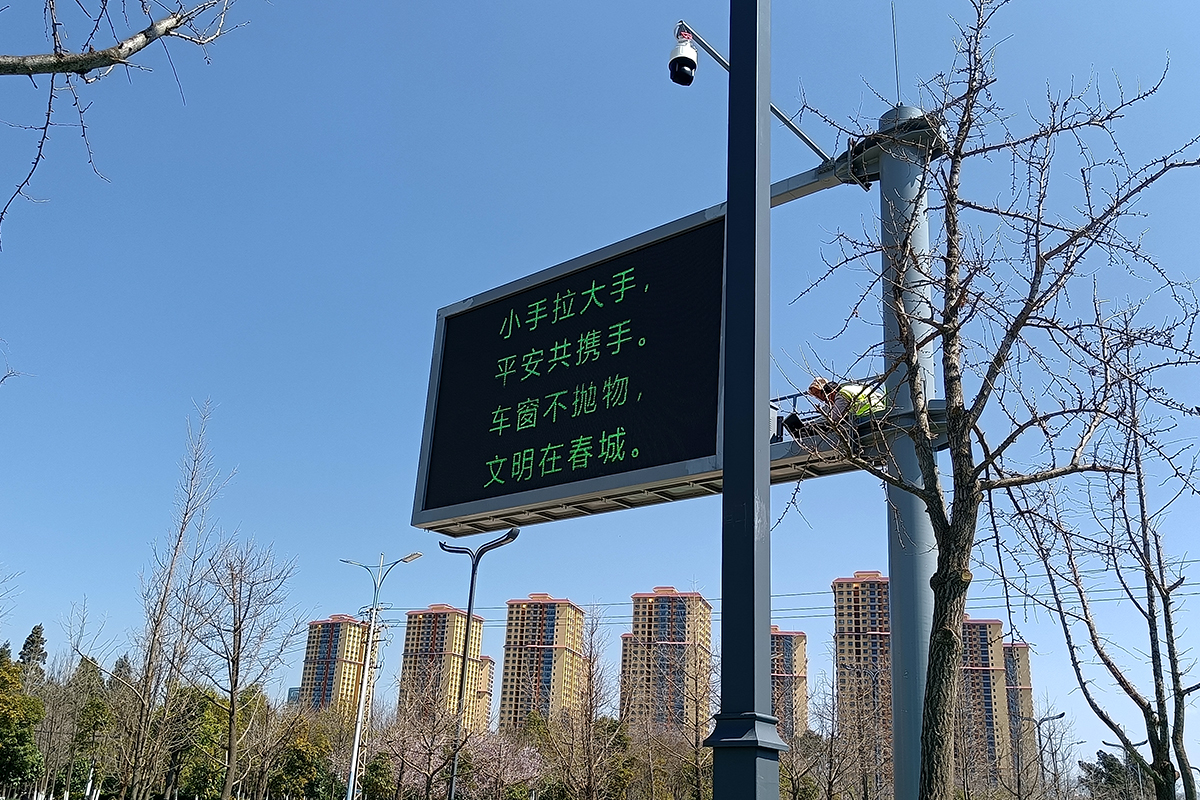 小手拉大手，
平安共携手。
车窗不抛物，
文明在春城。